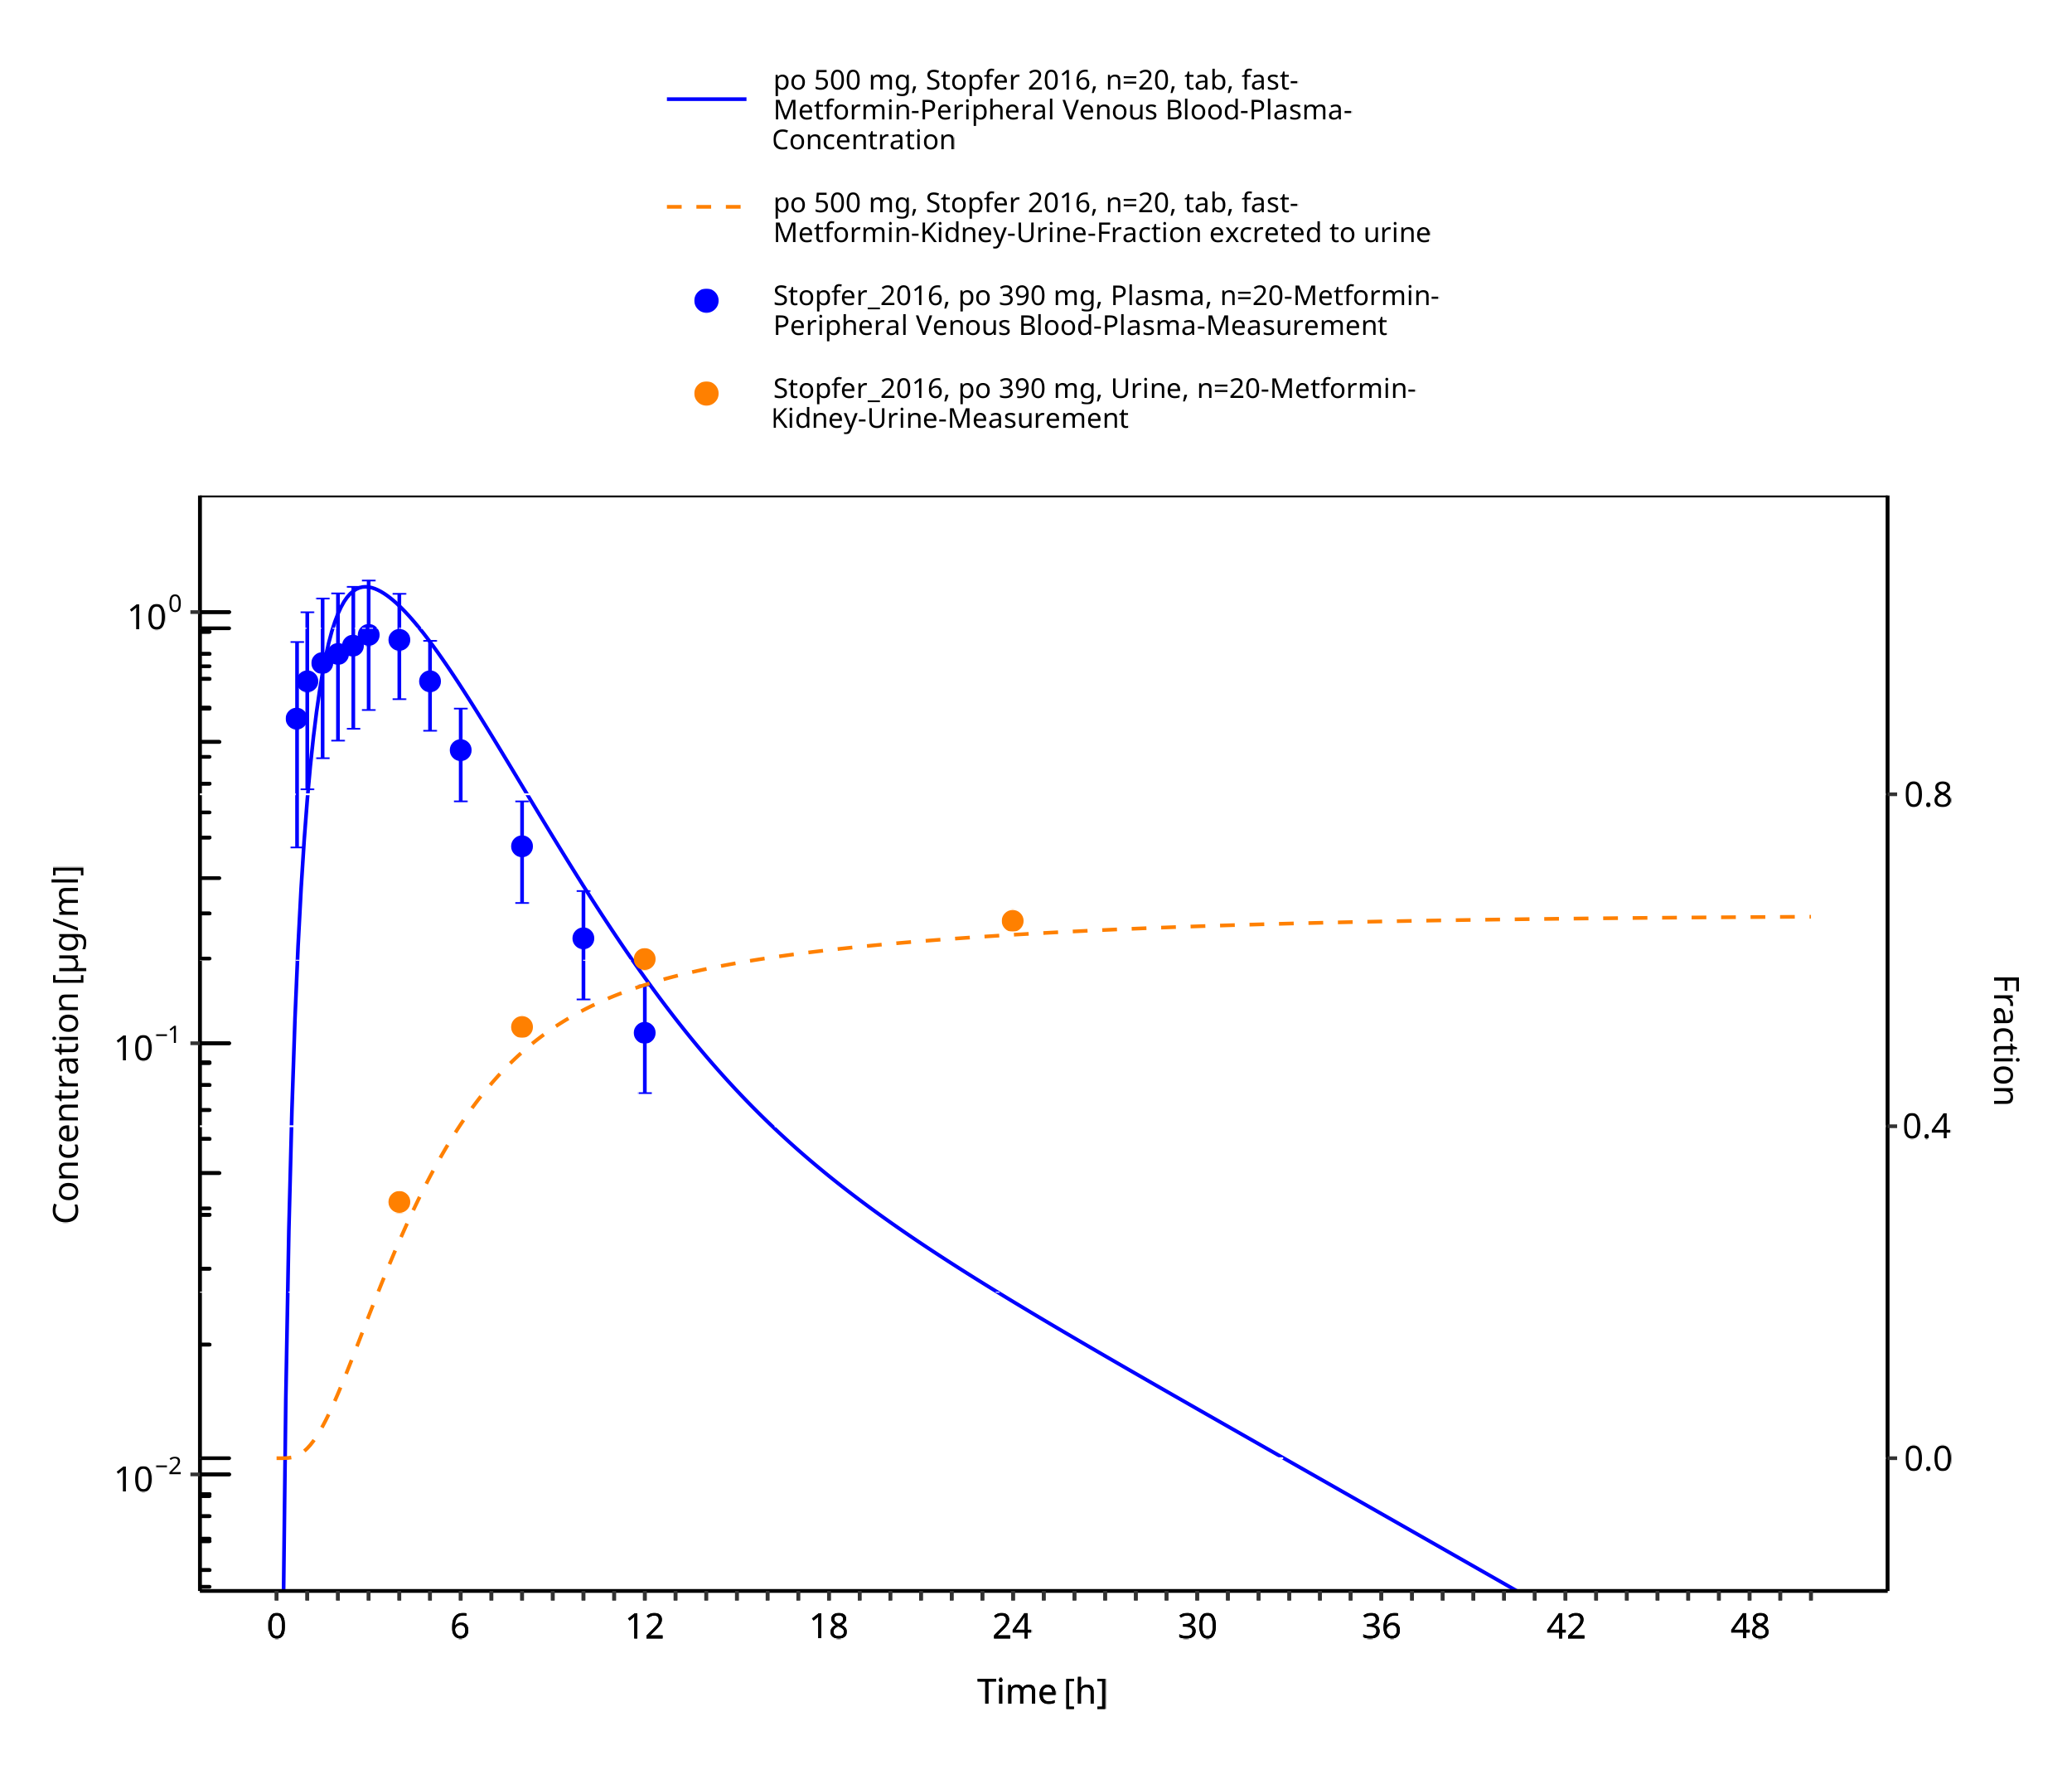 po 500 mg, Stopfer 2016, n=20, tab, fast-
Metformin-Peripheral Venous Blood-Plasma-
Concentration
po 500 mg, Stopfer 2016, n=20, tab, fast-
Metformin-Kidney-Urine-Fraction excreted to urine
Stopfer_2016, po 390 mg, Plasma, n=20-Metformin-
Peripheral Venous Blood-Plasma-Measurement
Stopfer_2016, po 390 mg, Urine, n=20-Metformin-
Kidney-Urine-Measurement
10⁰
10⁻¹
10⁻²
Concentration [µg/ml]
0.8
0.4
0.0
Fraction
0 6 12 18 24 30 36 42 48
Time [h]